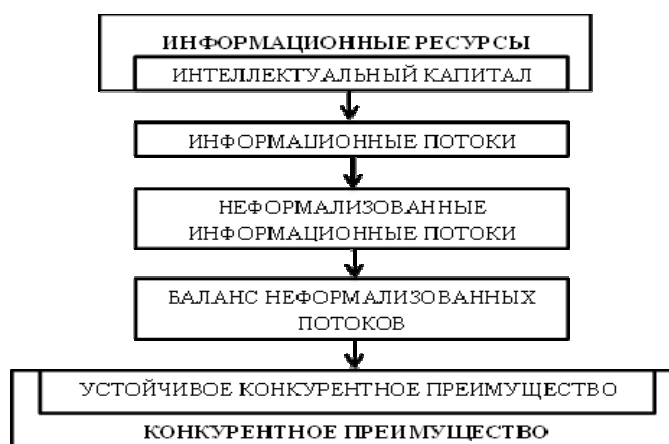 ИНФОРМАЦИОННЫЕ РЕСУРСЫ
ИНТЕЛЛЕКТУАЛЬНЫЙ КАПИТАЛ
ИНФОРМАЦИОННЫЕ ПОТОКИ
НЕФОРМАЛИЗОВАННЫЕ
ИНФОРМАЦИОННЫЕ ПОТОКИ
БАЛАНС НЕФОРМАЛИЗОВАННЫХ
ПОТОКОВ
УСТОЙЧИВОЕ КОНКУРЕНТНОЕ ПРЕИМУЩЕСТВО
КОНКУРЕНТНОЕ ПРЕИМУЩЕСТВО